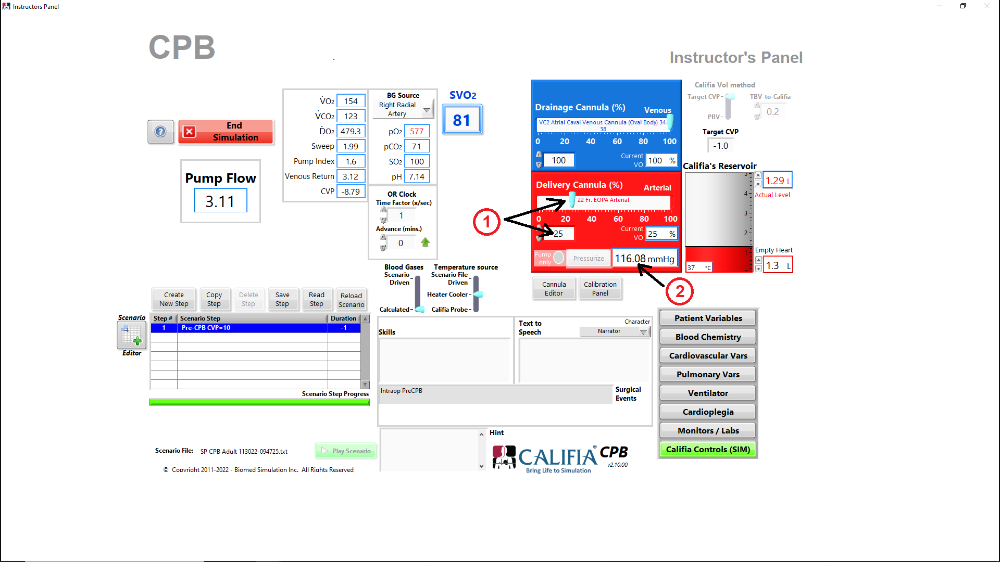 Instructors Panel
CPB
Instructor's Panel
End
Simulation
Pump Flow
3.11
V̇O2 154
V̇CO2 123
ḊO2 479.3
Sweep 1.99
Pump Index 1.6
Venous Return 3.12
CVP -8.79
BG Source
Right Radial
Artery
pO2 577
pCO2 71
SO2 100
pH 7.14
OR Clock
Time Factor (x/sec)
1
Advance (mins.)
0
SVO2
81
Drainage Cannula (%)
Venous
VC2 Atrial Caval Venous Cannula (Oval Body) 34-
38
0 20 40 60 80 100
100
Current
VO
100 %
Delivery Cannula (%)
Arterial
22 Fr. EOPA Arterial
0 20 40 60 80 100
25
Current
VO
25 %
Pump
only
Pressurize
116.08 mmHg
1
2
Cannula
Editor
Calibration
Panel
Califia Vol method
Target CVP
PBV
TBV-to-Califia
0.2
Target CVP
-1.0
Califia's Reservoir
5
4
3
2
1
0
37 °C
1.29 L
Actual Level
Empty Heart
1.3 L
Blood Gases
Scenario
Driven
Calculated
Temperature source
Scenario File
Driven
Heater Cooler
Califia Probe
Create
New Step
Copy
Step
Delete
Step
Save
Step
Read
Step
Reload
Scenario
Scenario
Editor
Step # Scenario Step Duration
1 Pre-CPB CVP=10 -1
Scenario Step Progress
Skills
Text to
Speech
Character
Narrator
Intraop PreCPB
Surgical
Events
Hint
Patient Variables
Blood Chemistry
Cardiovascular Vars
Pulmonary Vars
Ventilator
Cardioplegia
Monitors / Labs
Califia Controls (SIM)
Scenario File: SP CPB Adult 113022-094725.txt
Play Scenario
© Copyright 2011-2022 - Biomed Simulation Inc. All Rights Reserved
CALIFIA® CPB
v2.10.00
Bring Life to Simulation